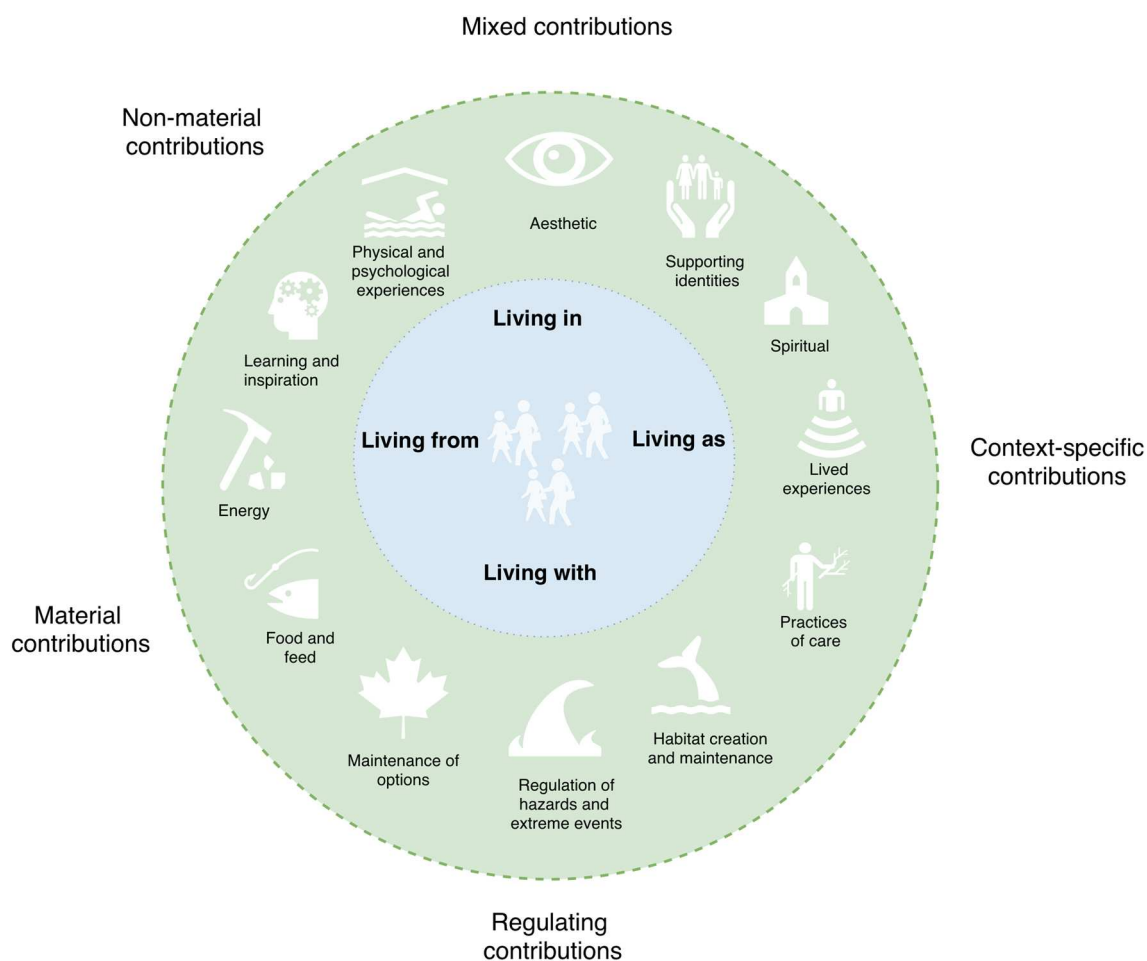 Mixed contributions
Non-material
contributions
Aesthetic
Physical and
psychological
experiences
Supporting
identities
Learning and
inspiration
Living in
Spiritual
Living from
Living as
Lived
experiences
Context-specific
contributions
Energy
Living with
Material
contributions
Food and
feed
Practices
of care
Maintenance of
options
Habitat creation
and maintenance
Regulation of
hazards and
extreme events
Regulating
contributions